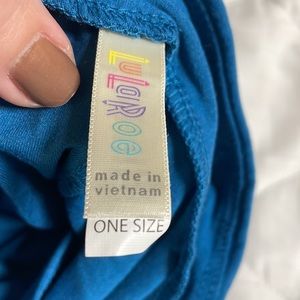 LuLaRoe
made in
vietnam
ONE SIZE